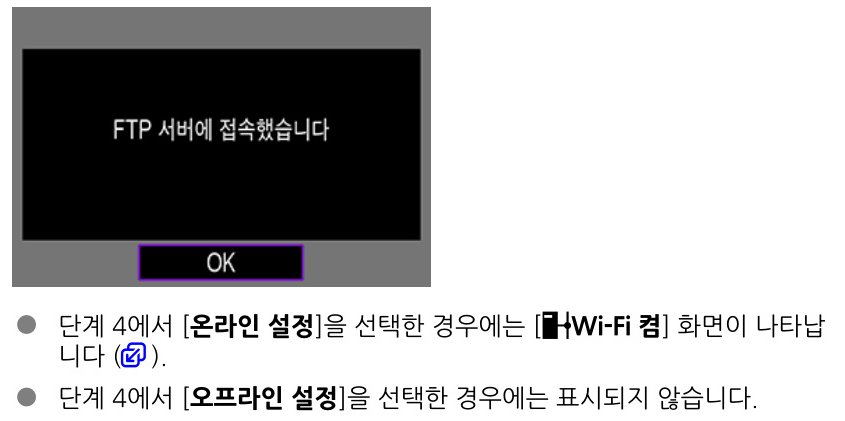 FTP 서버에 접속했습니다
OK
● 단계 4에서 [온라인 설정]을 선택한 경우에는 [Wi-Fi 켬] 화면이 나타납
니다 ( ).
● 단계 4에서 [오프라인 설정]을 선택한 경우에는 표시되지 않습니다.